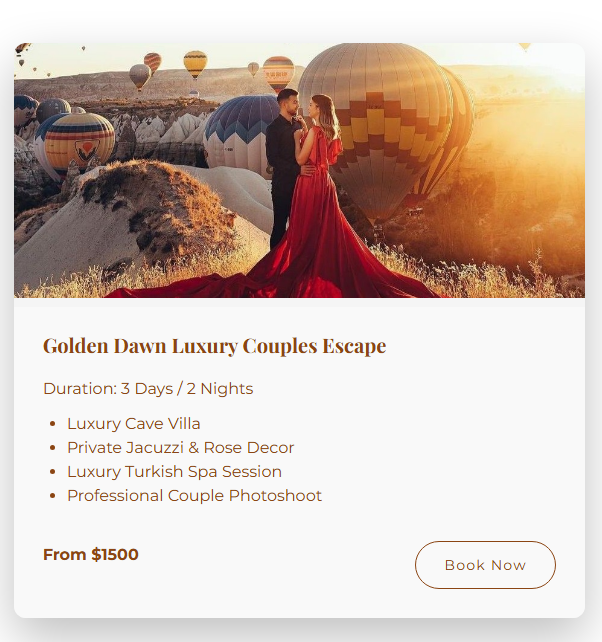 Golden Dawn Luxury Couples Escape
Duration: 3 Days / 2 Nights
Luxury Cave Villa
Private Jacuzzi & Rose Decor
Luxury Turkish Spa Session
Professional Couple Photoshoot
From $1500
Book Now